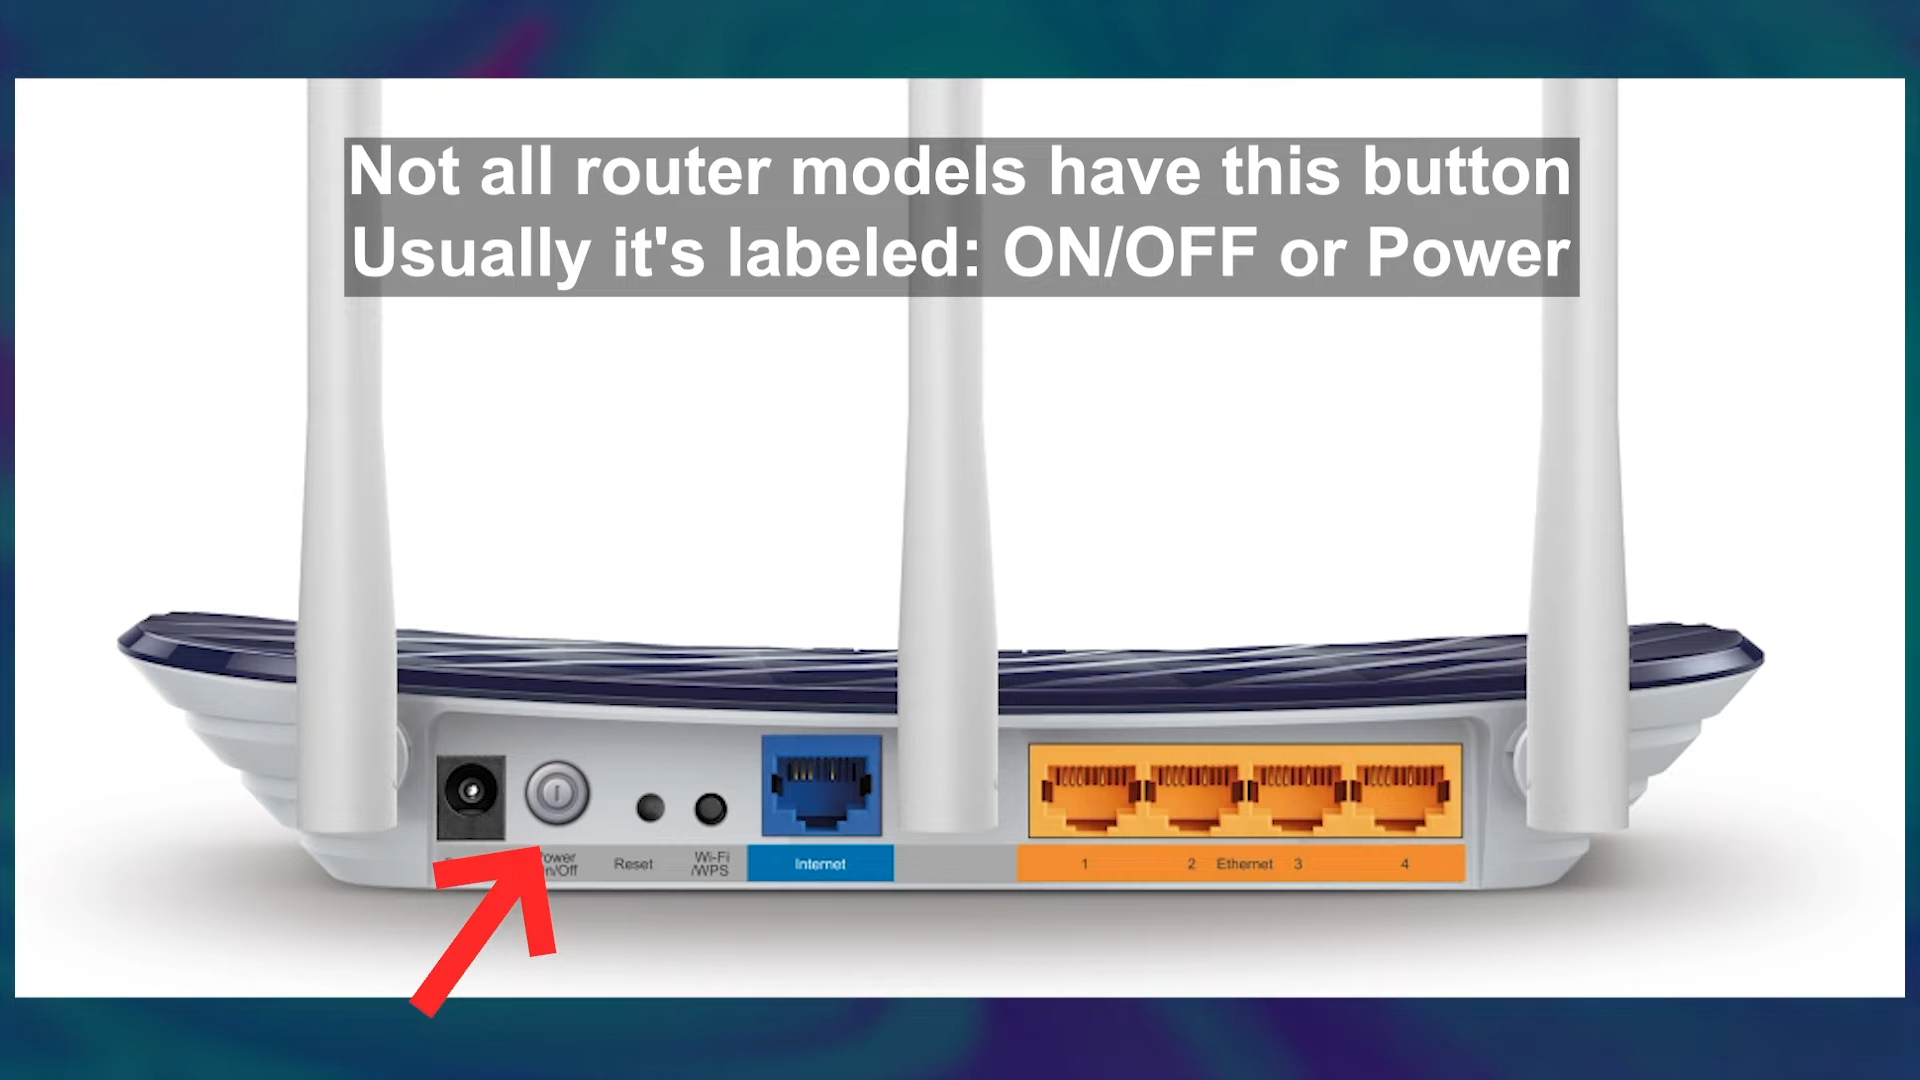 Not all router models have this button
Usually it's labeled: ON/OFF or Power
Reset
Wi-Fi
/WPS
Internet
1 2 Ethernet 3 4